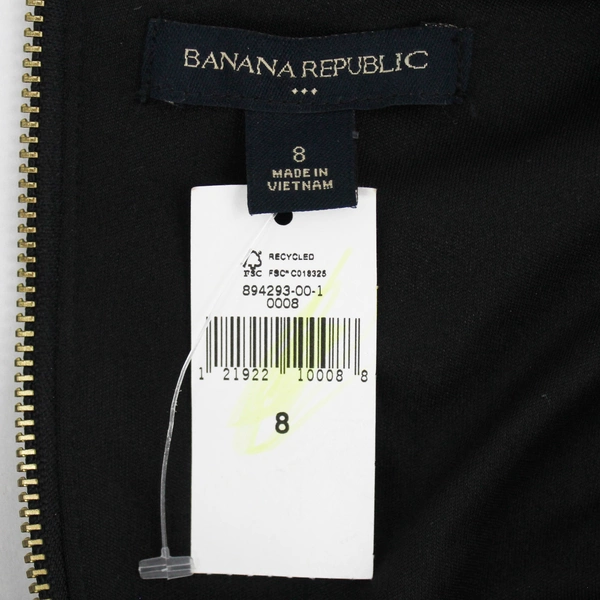 BANANA REPUBLIC
8
MADE IN
VIETNAM
RECYCLED
FSC FSC® C018325
894293-00-1
0008
1 21922 10008 8
8